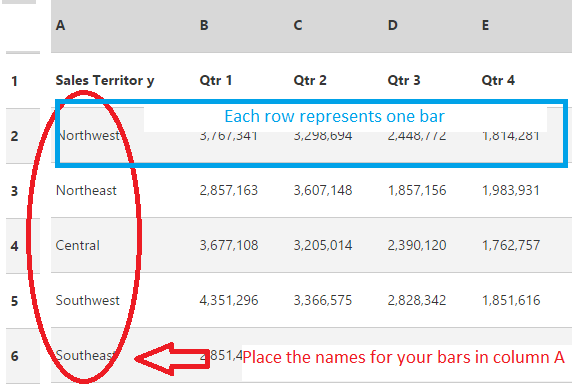 A B C D E
1 Sales Territor y Qtr 1 Qtr 2 Qtr 3 Qtr 4
Each row represents one bar
2 Northwest 3,767,341 3,298,694 2,448,772 1,814,281
3 Northeast 2,857,163 3,607,148 1,857,156 1,983,931
4 Central 3,677,108 3,205,014 2,390,120 1,762,757
5 Southwest 4,351,296 3,366,575 2,828,342 1,851,616
6 Southeast
Place the names for your bars in column A